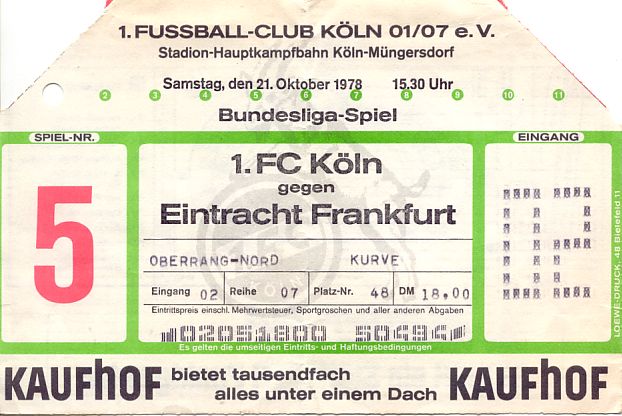 1. FUSSBALL-CLUB KÖLN 01/07 e.V.
Stadion-Hauptkampfbahn Köln-Müngersdorf
Samstag, den 21. Oktober 1978 15.30 Uhr
2 3 5 6 7 8 9 10 11
Bundesliga-Spiel
SPIEL-NR.
5
1. FC Köln
gegen
Eintracht Frankfurt
OBERRANG-NORD KURVE
Eingang 02 Reihe 07 Platz-Nr. 48 DM 18,00
Eintrittspreis einschl. Mehrwertsteuer, Sportgroschen und aller anderen Abgaben
02051800 50494
Es gelten die umseitigen Eintritts- und Haftungsbedingungen
EINGANG
02
LOEWE-DRUCK, 48 Bielefeld 11
KAUFhOF bietet tausendfach
alles unter einem Dach KAUFhOF